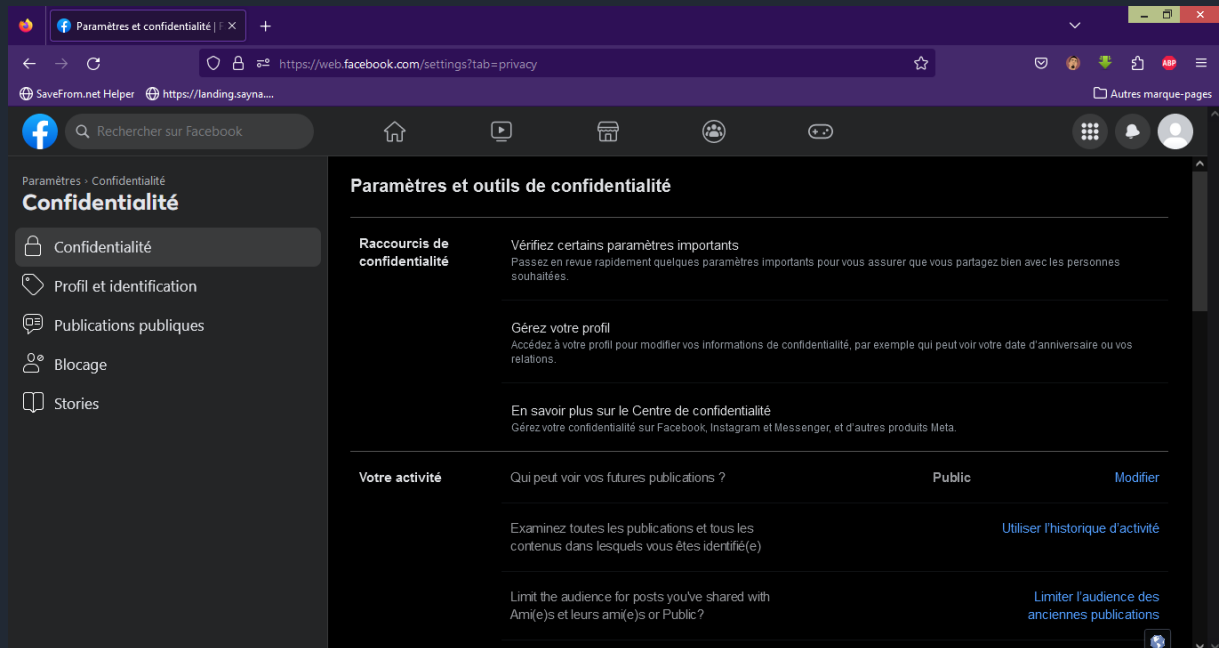 Paramètres et confidentialité | F
https://web.facebook.com/settings?tab=privacy
ABP
SaveFrom.net Helper
https://landing.sayna....
Autres marque-pages
Rechercher sur Facebook
Paramètres › Confidentialité
Confidentialité
Confidentialité
Profil et identification
Publications publiques
Blocage
Stories
Paramètres et outils de confidentialité
Raccourcis de
confidentialité
Vérifiez certains paramètres importants
Passez en revue rapidement quelques paramètres importants pour vous assurer que vous partagez bien avec les personnes
souhaitées.
Gérez votre profil
Accédez à votre profil pour modifier vos informations de confidentialité, par exemple qui peut voir votre date d’anniversaire ou vos
relations.
En savoir plus sur le Centre de confidentialité
Gérez votre confidentialité sur Facebook, Instagram et Messenger, et d’autres produits Meta.
Votre activité
Qui peut voir vos futures publications ?
Public
Modifier
Examinez toutes les publications et tous les
contenus dans lesquels vous êtes identifié(e)
Utiliser l’historique d’activité
Limit the audience for posts you've shared with
Ami(e)s et leurs ami(e)s or Public?
Limiter l’audience des
anciennes publications